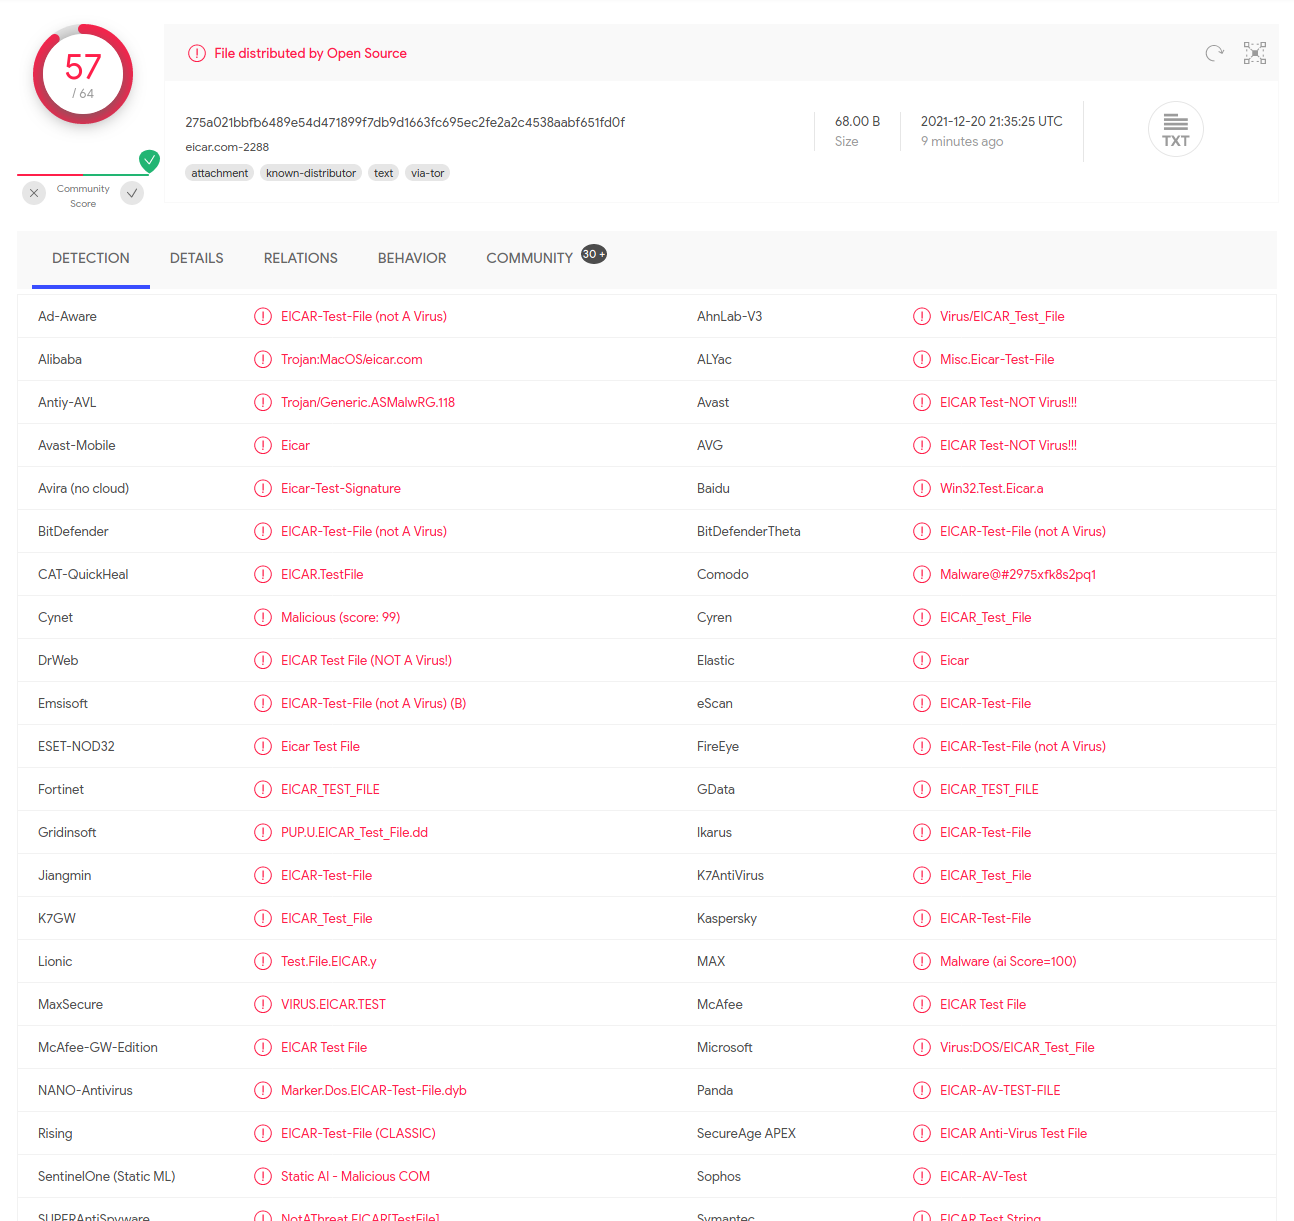 57
/ 64
Community
Score
File distributed by Open Source
275a021bbfb6489e54d471899f7db9d1663fc695ec2fe2a2c4538aabf651fd0f
eicar.com-2288
attachment known-distributor text via-tor
68.00 B
Size
2021-12-20 21:35:25 UTC
9 minutes ago
TXT
DETECTION DETAILS RELATIONS BEHAVIOR COMMUNITY 30 +
Ad-Aware EICAR-Test-File (not A Virus) AhnLab-V3 Virus/EICAR_Test_File
Alibaba Trojan:MacOS/eicar.com ALYac Misc.Eicar-Test-File
Antiy-AVL Trojan/Generic.ASMalwRG.118 Avast EICAR Test-NOT Virus!!!
Avast-Mobile Eicar AVG EICAR Test-NOT Virus!!!
Avira (no cloud) Eicar-Test-Signature Baidu Win32.Test.Eicar.a
BitDefender EICAR-Test-File (not A Virus) BitDefenderTheta EICAR-Test-File (not A Virus)
CAT-QuickHeal EICAR.TestFile Comodo Malware@#2975xfk8s2pq1
Cynet Malicious (score: 99) Cyren EICAR_Test_File
DrWeb EICAR Test File (NOT A Virus!) Elastic Eicar
Emsisoft EICAR-Test-File (not A Virus) (B) eScan EICAR-Test-File
ESET-NOD32 Eicar Test File FireEye EICAR-Test-File (not A Virus)
Fortinet EICAR_TEST_FILE GData EICAR_TEST_FILE
Gridinsoft PUP.U.EICAR_Test_File.dd Ikarus EICAR-Test-File
Jiangmin EICAR-Test-File K7AntiVirus EICAR_Test_File
K7GW EICAR_Test_File Kaspersky EICAR-Test-File
Lionic Test.File.EICAR.y MAX Malware (ai Score=100)
MaxSecure VIRUS.EICAR.TEST McAfee EICAR Test File
McAfee-GW-Edition EICAR Test File Microsoft Virus:DOS/EICAR_Test_File
NANO-Antivirus Marker.Dos.EICAR-Test-File.dyb Panda EICAR-AV-TEST-FILE
Rising EICAR-Test-File (CLASSIC) SecureAge APEX EICAR Anti-Virus Test File
SentinelOne (Static ML) Static AI - Malicious COM Sophos EICAR-AV-Test
SUPERAntiSpyware NotAThreat.EICAR[TestFile] Symantec EICAR Test String